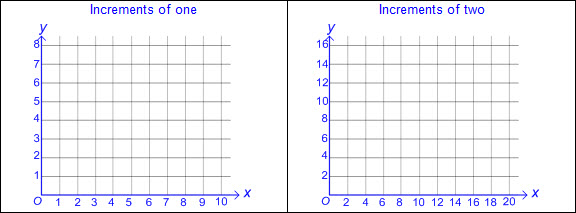 Increments of one
y
8
7
6
5
4
3
2
1
O 1 2 3 4 5 6 7 8 9 10 x
Increments of two
y
16
14
12
10
8
6
4
2
O 2 4 6 8 10 12 14 16 18 20 x